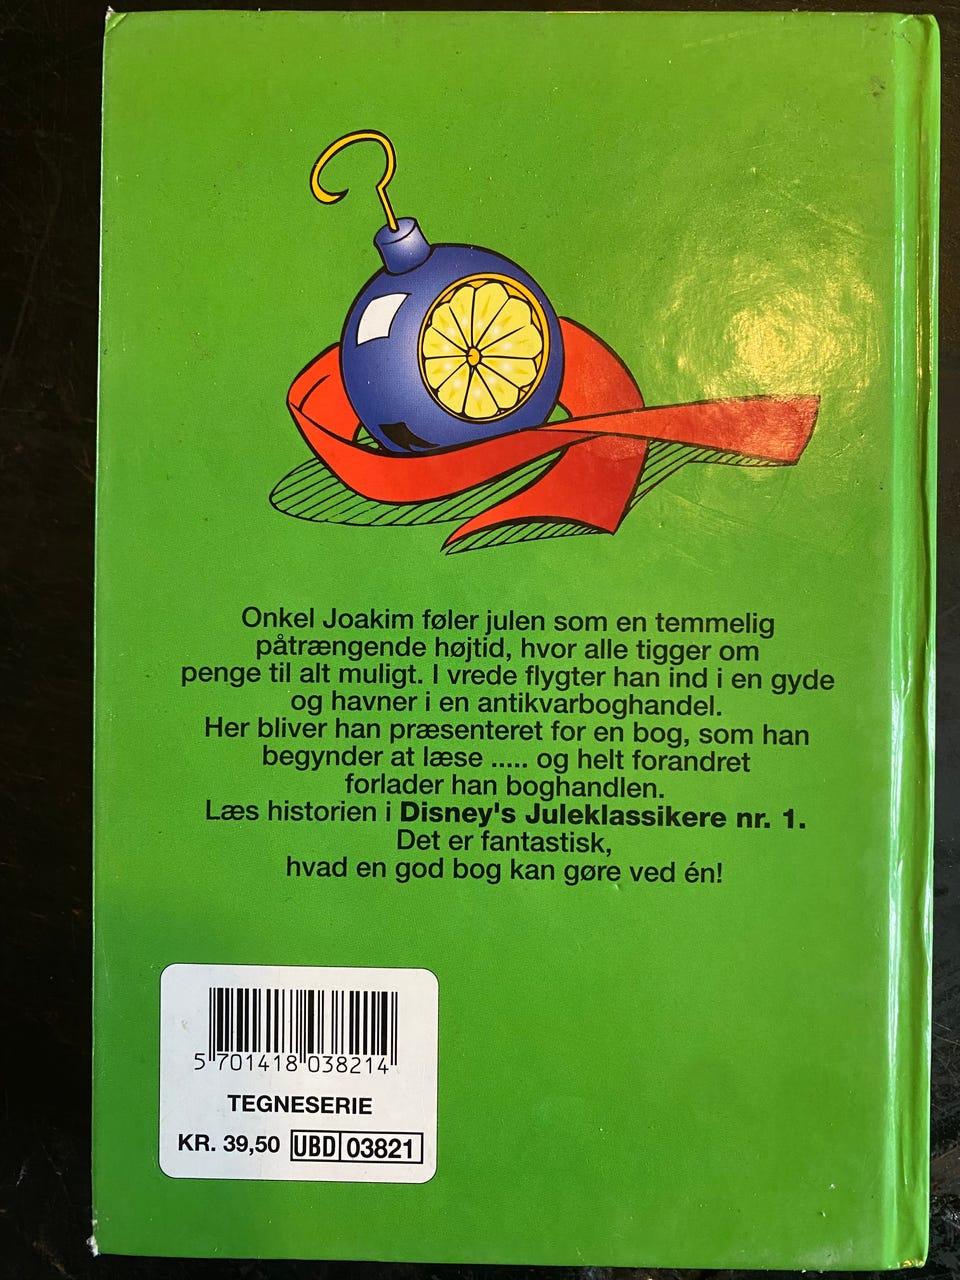 Onkel Joakim føler julen som en temmelig
påtrængende højtid, hvor alle tigger om
penge til alt muligt. I vrede flygter han ind i en gyde
og havner i en antikvarboghandel.
Her bliver han præsenteret for en bog, som han
begynder at læse ..... og helt forandret
forlader han boghandlen.
Læs historien i Disney's Juleklassikere nr. 1.
Det er fantastisk,
hvad en god bog kan gøre ved én!
5 701418 038214
TEGNESERIE
KR. 39,50 UBD 03821